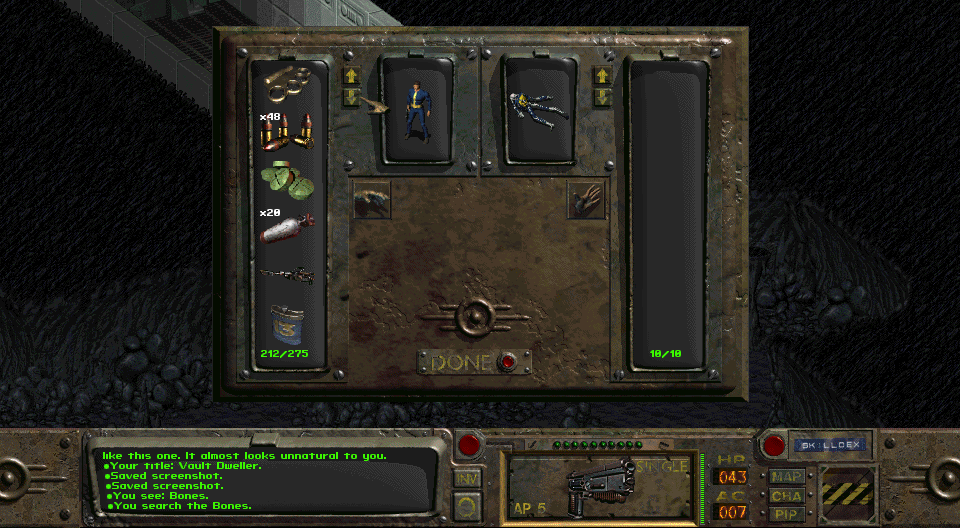 x48
x20
212/275
10/10
DONE
like this one. It almost looks unnatural to you.
•Your title: Vault Dweller.
•Saved screenshot.
•Saved screenshot.
•You see: Bones.
•You search the Bones.
INV
SINGLE
AP 5
HP
043
AC
007
SKILLDEX
MAP
CHA
PIP